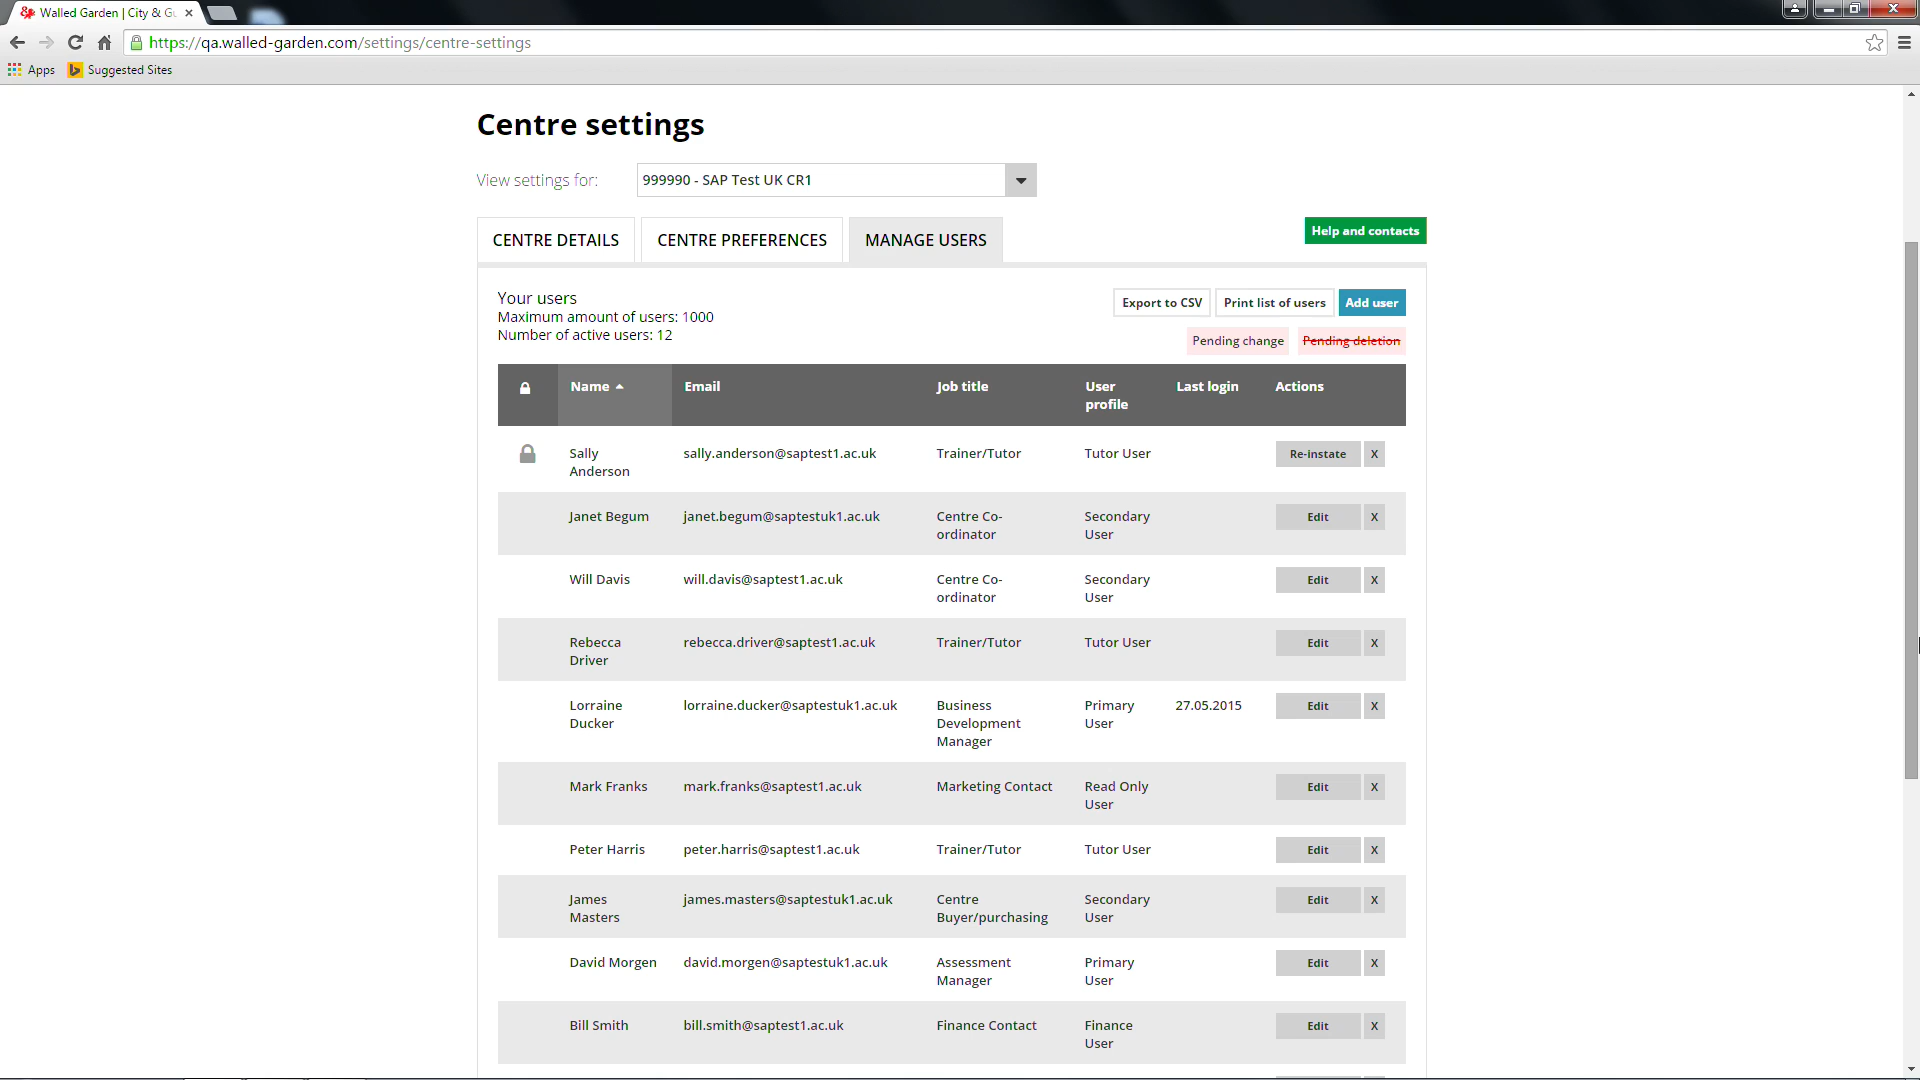 Walled Garden | City & Gu
https://qa.walled-garden.com/settings/centre-settings
Apps Suggested Sites
Centre settings
View settings for: 999990 - SAP Test UK CR1
CENTRE DETAILS CENTRE PREFERENCES MANAGE USERS Help and contacts
Your users
Maximum amount of users: 1000
Number of active users: 12
Export to CSV Print list of users Add user
Pending change Pending deletion
Name Email Job title User profile Last login Actions
Sally Anderson sally.anderson@saptest1.ac.uk Trainer/Tutor Tutor User Re-instate X
Janet Begum janet.begum@saptestuk1.ac.uk Centre Co-ordinator Secondary User Edit X
Will Davis will.davis@saptest1.ac.uk Centre Co-ordinator Secondary User Edit X
Rebecca Driver rebecca.driver@saptest1.ac.uk Trainer/Tutor Tutor User Edit X
Lorraine Ducker lorraine.ducker@saptestuk1.ac.uk Business Development Manager Primary User 27.05.2015 Edit X
Mark Franks mark.franks@saptest1.ac.uk Marketing Contact Read Only User Edit X
Peter Harris peter.harris@saptest1.ac.uk Trainer/Tutor Tutor User Edit X
James Masters james.masters@saptestuk1.ac.uk Centre Buyer/purchasing Secondary User Edit X
David Morgen david.morgen@saptestuk1.ac.uk Assessment Manager Primary User Edit X
Bill Smith bill.smith@saptest1.ac.uk Finance Contact Finance User Edit X